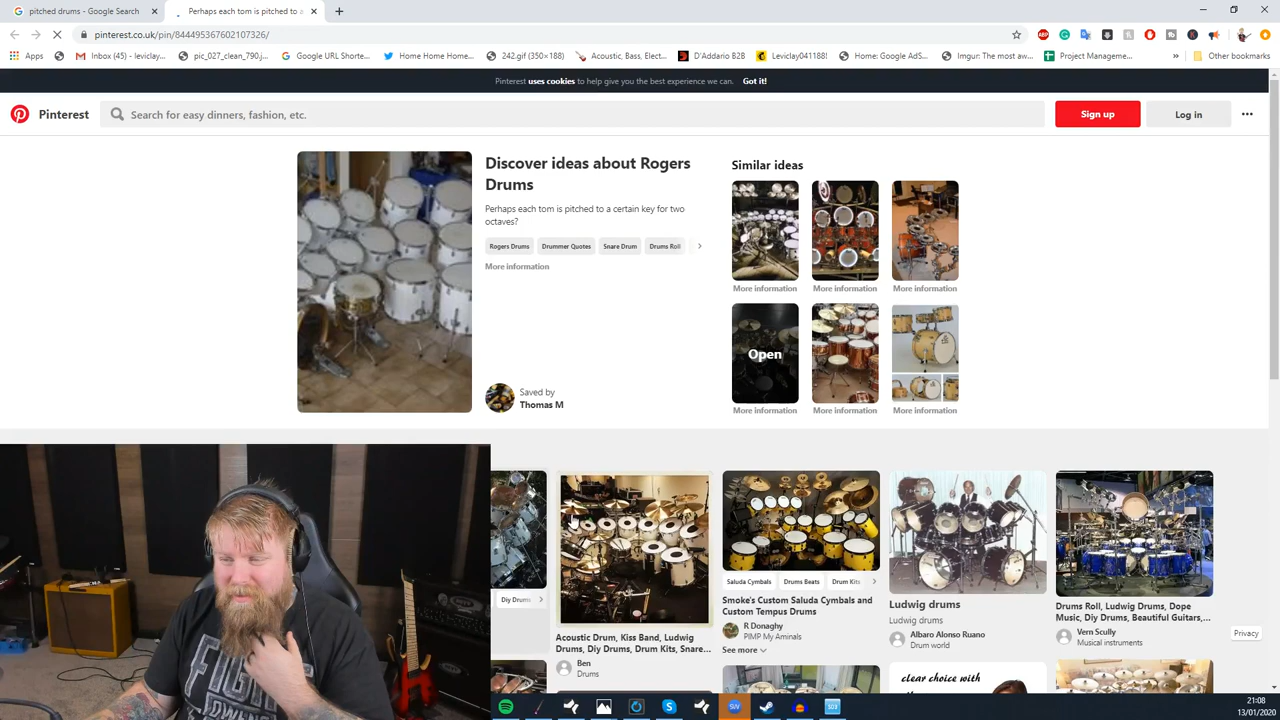 pitched drums - Google Search
Perhaps each tom is pitched to a
pinterest.co.uk/pin/844495367602107326/
Apps
Inbox (45) - leviclay...
pic_027_clean_790.j...
Google URL Shorte...
Home Home Home...
242.gif (350×188)
Acoustic, Bass, Elect...
D'Addario B2B
Leviclay041188
Home: Google AdS...
Imgur: The most aw...
Project Manageme...
»
Other bookmarks
Pinterest uses cookies to help give you the best experience we can. Got it!
Pinterest
Search for easy dinners, fashion, etc.
Sign up
Log in
Discover ideas about Rogers
Drums
Perhaps each tom is pitched to a certain key for two
octaves?
Rogers Drums
Drummer Quotes
Snare Drum
Drums Roll
More information
Saved by
Thomas M
Similar ideas
More information
More information
More information
Open
More information
More information
More information
Diy Drums
Acoustic Drum, Kiss Band, Ludwig
Drums, Diy Drums, Drum Kits, Snare...
Ben
Drums
Saluda Cymbals
Drums Beats
Drum Kits
Smoke's Custom Saluda Cymbals and
Custom Tempus Drums
R Donaghy
PIMP My Aminals
See more
Ludwig drums
Ludwig drums
Albaro Alonso Ruano
Drum world
clear choice with
Drums Roll, Ludwig Drums, Dope
Music, Diy Drums, Beautiful Guitars,...
Vern Scully
Musical instruments
Privacy
21:08
13/01/2020